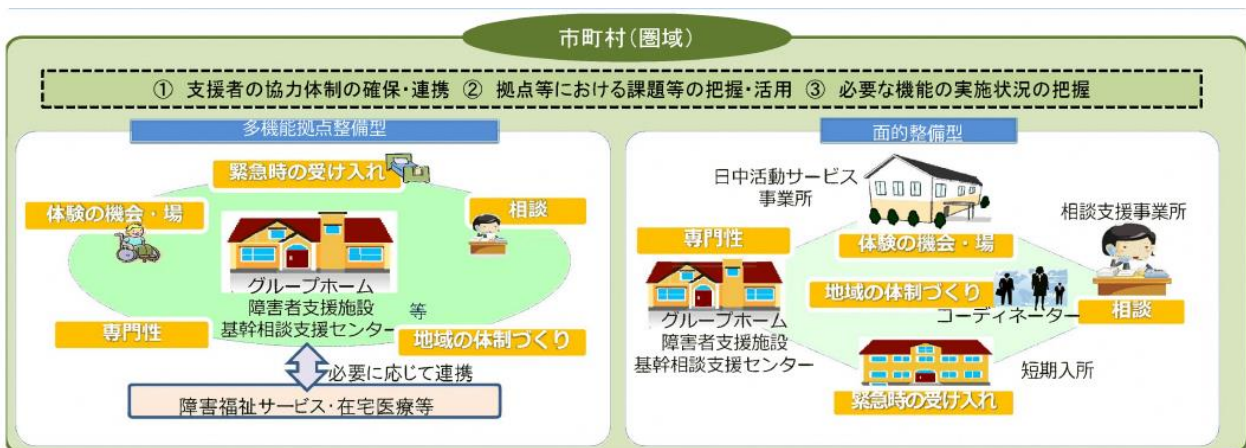 市町村(圏域)
① 支援者の協力体制の確保・連携 ② 拠点等における課題等の把握・活用 ③ 必要な機能の実施状況の把握
多機能拠点整備型
緊急時の受け入れ
体験の機会・場
相談
グループホーム
障害者支援施設
基幹相談支援センター
等
専門性
地域の体制づくり
必要に応じて連携
障害福祉サービス・在宅医療等
面的整備型
日中活動サービス
事業所
相談支援事業所
専門性
体験の機会・場
地域の体制づくり
コーディネーター
相談
グループホーム
障害者支援施設
基幹相談支援センター
短期入所
緊急時の受け入れ